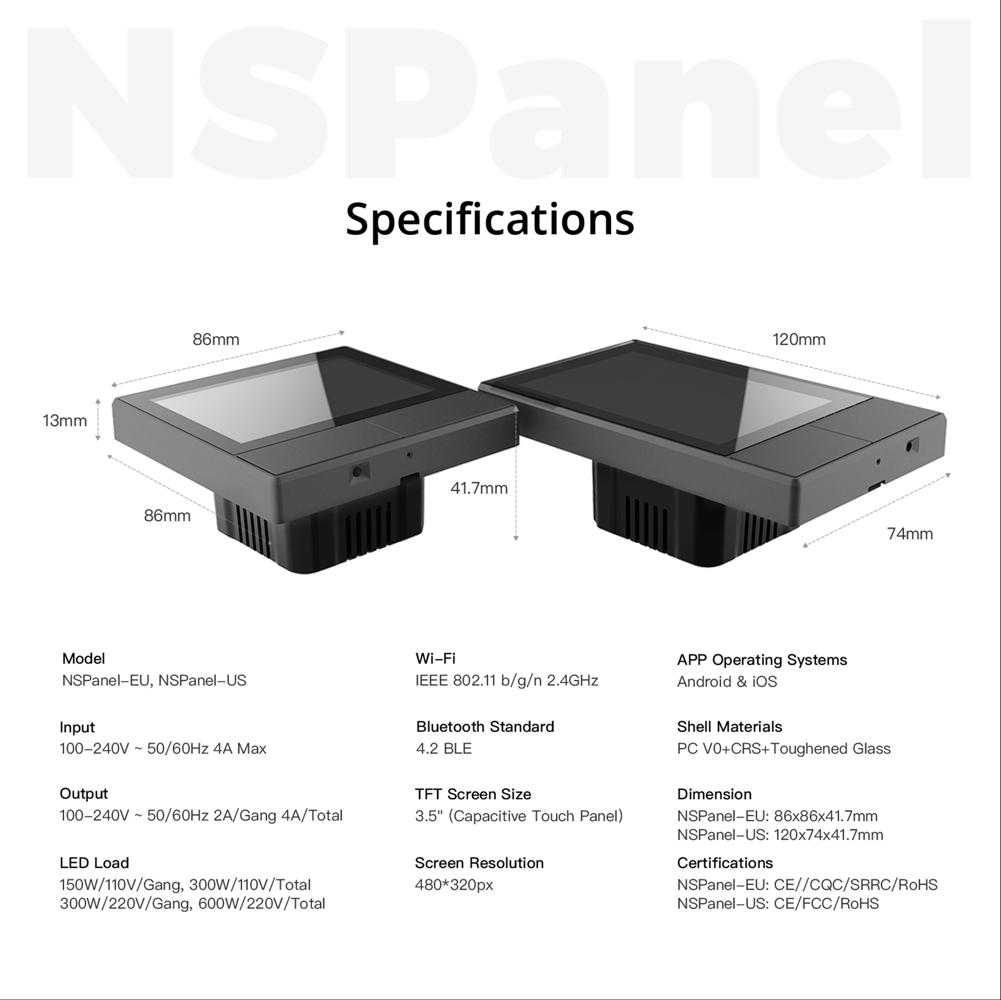 NSPanel
Specifications
86mm
120mm
13mm
41.7mm
86mm
74mm
Model
NSPanel-EU, NSPanel-US
Wi-Fi
IEEE 802.11 b/g/n 2.4GHz
APP Operating Systems
Android & iOS
Input
100-240V ~ 50/60Hz 4A Max
Bluetooth Standard
4.2 BLE
Shell Materials
PC V0+CRS+Toughened Glass
Output
100-240V ~ 50/60Hz 2A/Gang 4A/Total
TFT Screen Size
3.5" (Capacitive Touch Panel)
Dimension
NSPanel-EU: 86x86x41.7mm
NSPanel-US: 120x74x41.7mm
LED Load
150W/110V/Gang, 300W/110V/Total
300W/220V/Gang, 600W/220V/Total
Screen Resolution
480*320px
Certifications
NSPanel-EU: CE//CQC/SRRC/RoHS
NSPanel-US: CE/FCC/RoHS